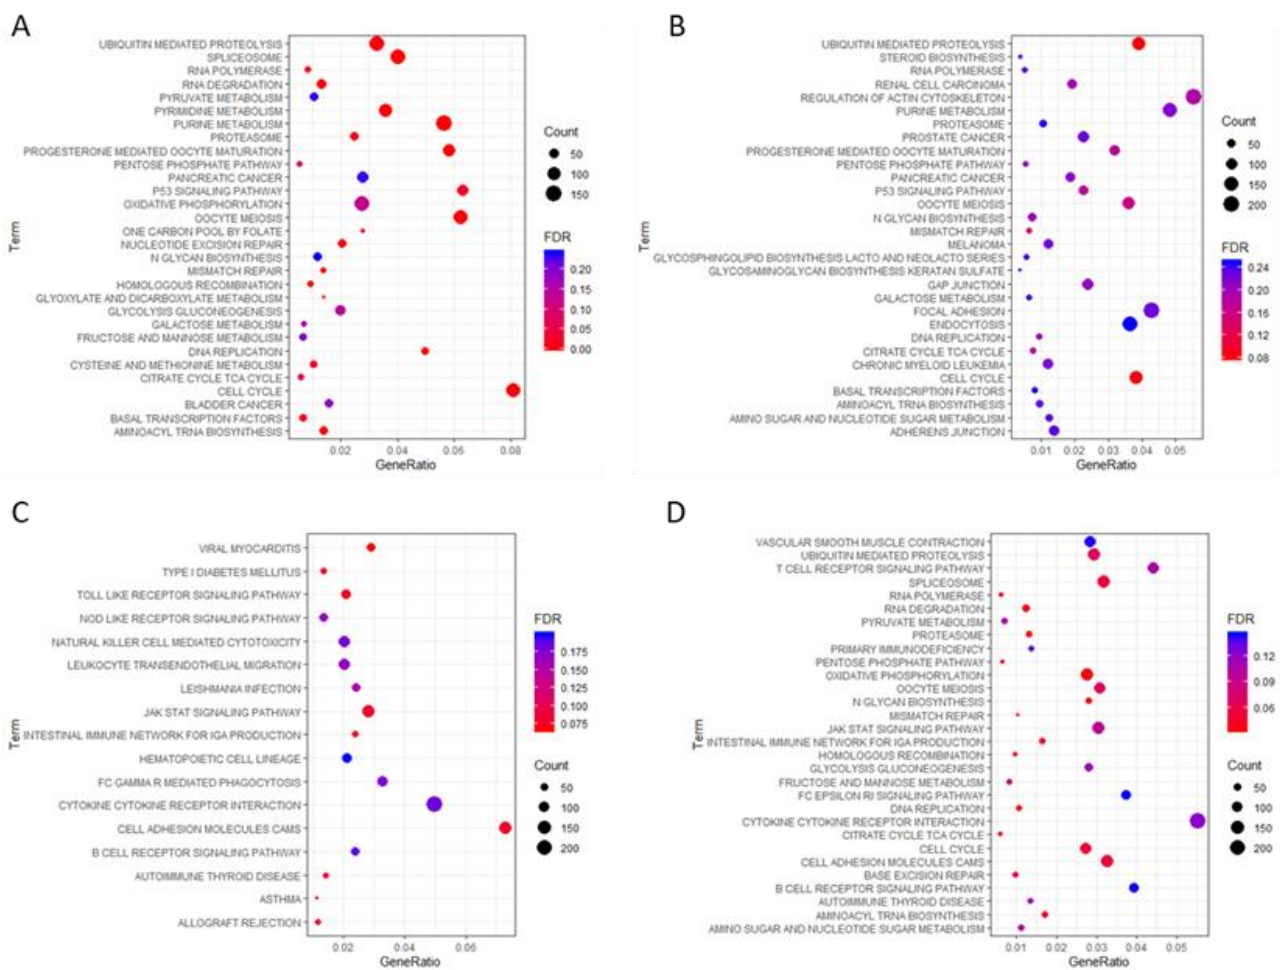 A
UBIQUITIN MEDIATED PROTEOLYSIS
SPLICEOSOME
RNA POLYMERASE
RNA DEGRADATION
PYRUVATE METABOLISM
PYRIMIDINE METABOLISM
PURINE METABOLISM
PROTEASOME
PROGESTERONE MEDIATED OOCYTE MATURATION
PENTOSE PHOSPHATE PATHWAY
PANCREATIC CANCER
P53 SIGNALING PATHWAY
OXIDATIVE PHOSPHORYLATION
OOCYTE MEIOSIS
ONE CARBON POOL BY FOLATE
NUCLEOTIDE EXCISION REPAIR
N GLYCAN BIOSYNTHESIS
MISMATCH REPAIR
HOMOLOGOUS RECOMBINATION
GLYOXYLATE AND DICARBOXYLATE METABOLISM
GLYCOLYSIS GLUCONEOGENESIS
GALACTOSE METABOLISM
FRUCTOSE AND MANNOSE METABOLISM
DNA REPLICATION
CYSTEINE AND METHIONINE METABOLISM
CITRATE CYCLE TCA CYCLE
CELL CYCLE
BLADDER CANCER
BASAL TRANSCRIPTION FACTORS
AMINOACYL TRNA BIOSYNTHESIS
Term
0.02 0.04 0.06 0.08
GeneRatio
Count
50
100
150
FDR
0.20
0.15
0.10
0.05
0.00
B
UBIQUITIN MEDIATED PROTEOLYSIS
STEROID BIOSYNTHESIS
RNA POLYMERASE
RENAL CELL CARCINOMA
REGULATION OF ACTIN CYTOSKELETON
PURINE METABOLISM
PROTEASOME
PROSTATE CANCER
PROGESTERONE MEDIATED OOCYTE MATURATION
PENTOSE PHOSPHATE PATHWAY
PANCREATIC CANCER
P53 SIGNALING PATHWAY
OOCYTE MEIOSIS
N GLYCAN BIOSYNTHESIS
MISMATCH REPAIR
MELANOMA
GLYCOSPHINGOLIPID BIOSYNTHESIS LACTO AND NEOLACTO SERIES
GLYCOSAMINOGLYCAN BIOSYNTHESIS KERATAN SULFATE
GAP JUNCTION
GALACTOSE METABOLISM
FOCAL ADHESION
ENDOCYTOSIS
DNA REPLICATION
CITRATE CYCLE TCA CYCLE
CHRONIC MYELOID LEUKEMIA
CELL CYCLE
BASAL TRANSCRIPTION FACTORS
AMINOACYL TRNA BIOSYNTHESIS
AMINO SUGAR AND NUCLEOTIDE SUGAR METABOLISM
ADHERENS JUNCTION
Term
0.01 0.02 0.03 0.04 0.05
GeneRatio
Count
50
100
150
200
FDR
0.24
0.20
0.16
0.12
0.08
C
VIRAL MYOCARDITIS
TYPE I DIABETES MELLITUS
TOLL LIKE RECEPTOR SIGNALING PATHWAY
NOD LIKE RECEPTOR SIGNALING PATHWAY
NATURAL KILLER CELL MEDIATED CYTOTOXICITY
LEUKOCYTE TRANSENDOTHELIAL MIGRATION
LEISHMANIA INFECTION
JAK STAT SIGNALING PATHWAY
INTESTINAL IMMUNE NETWORK FOR IGA PRODUCTION
HEMATOPOIETIC CELL LINEAGE
FC GAMMA R MEDIATED PHAGOCYTOSIS
CYTOKINE CYTOKINE RECEPTOR INTERACTION
CELL ADHESION MOLECULES CAMS
B CELL RECEPTOR SIGNALING PATHWAY
AUTOIMMUNE THYROID DISEASE
ASTHMA
ALLOGRAFT REJECTION
Term
0.02 0.04 0.06
GeneRatio
FDR
0.175
0.150
0.125
0.100
0.075
Count
50
100
150
200
D
VASCULAR SMOOTH MUSCLE CONTRACTION
UBIQUITIN MEDIATED PROTEOLYSIS
T CELL RECEPTOR SIGNALING PATHWAY
SPLICEOSOME
RNA POLYMERASE
RNA DEGRADATION
PYRUVATE METABOLISM
PROTEASOME
PRIMARY IMMUNODEFICIENCY
PENTOSE PHOSPHATE PATHWAY
OXIDATIVE PHOSPHORYLATION
OOCYTE MEIOSIS
N GLYCAN BIOSYNTHESIS
MISMATCH REPAIR
JAK STAT SIGNALING PATHWAY
INTESTINAL IMMUNE NETWORK FOR IGA PRODUCTION
HOMOLOGOUS RECOMBINATION
GLYCOLYSIS GLUCONEOGENESIS
FRUCTOSE AND MANNOSE METABOLISM
FC EPSILON RI SIGNALING PATHWAY
DNA REPLICATION
CYTOKINE CYTOKINE RECEPTOR INTERACTION
CITRATE CYCLE TCA CYCLE
CELL CYCLE
CELL ADHESION MOLECULES CAMS
BASE EXCISION REPAIR
B CELL RECEPTOR SIGNALING PATHWAY
AUTOIMMUNE THYROID DISEASE
AMINOACYL TRNA BIOSYNTHESIS
AMINO SUGAR AND NUCLEOTIDE SUGAR METABOLISM
Term
0.01 0.02 0.03 0.04 0.05
GeneRatio
FDR
0.12
0.09
0.06
Count
50
100
150
200